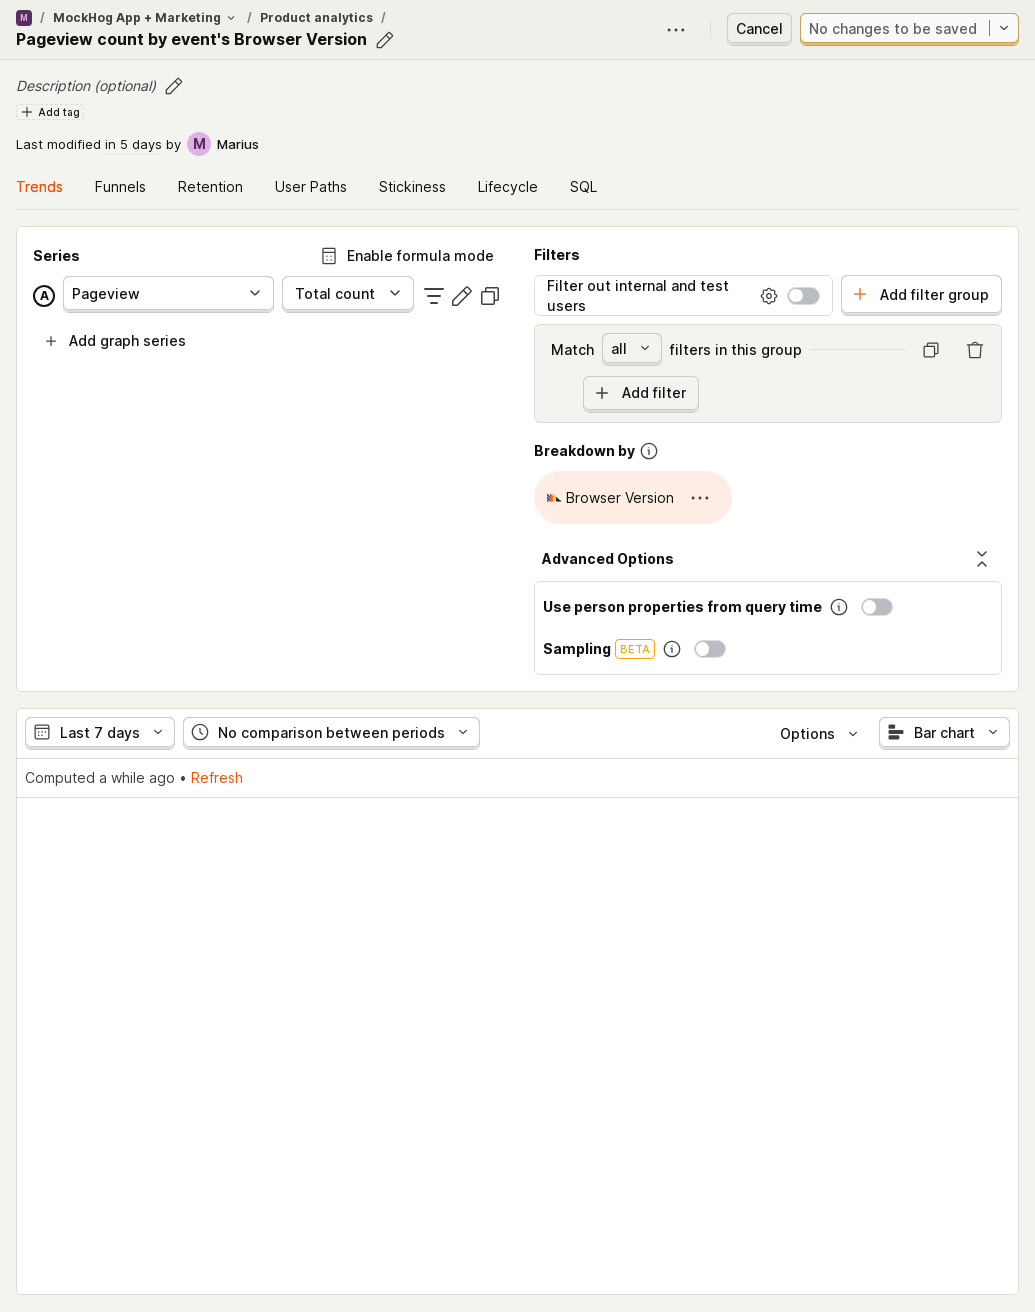 M / MockHog App + Marketing / Product analytics /
Pageview count by event's Browser Version
Cancel
No changes to be saved
Description (optional)
Add tag
Last modified in 5 days by M Marius
Trends Funnels Retention User Paths Stickiness Lifecycle SQL
Series
Enable formula mode
A Pageview Total count
Add graph series
Filters
Filter out internal and test
users
Add filter group
Match all filters in this group
Add filter
Breakdown by
Browser Version
Advanced Options
Use person properties from query time
Sampling BETA
Last 7 days No comparison between periods Options Bar chart
Computed a while ago • Refresh